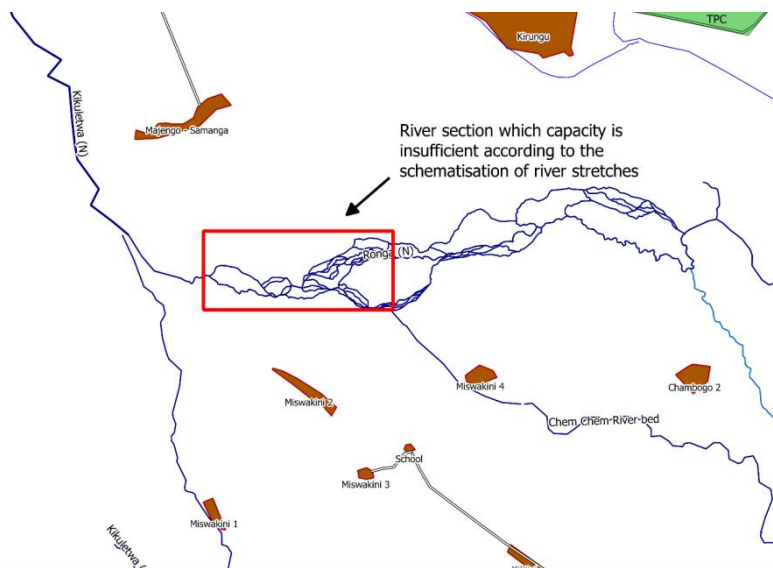 TPC
Kirungu
Kikuletwa (N)
Majengo - Samanga
River section which capacity is
insufficient according to the
schematisation of river stretches
Ronga (N)
Miswakini 4
Chambogo 2
Miswakini 2
Chem Chem-River-bed
School
Miswakini 3
Miswakini 1
Kikuletwa